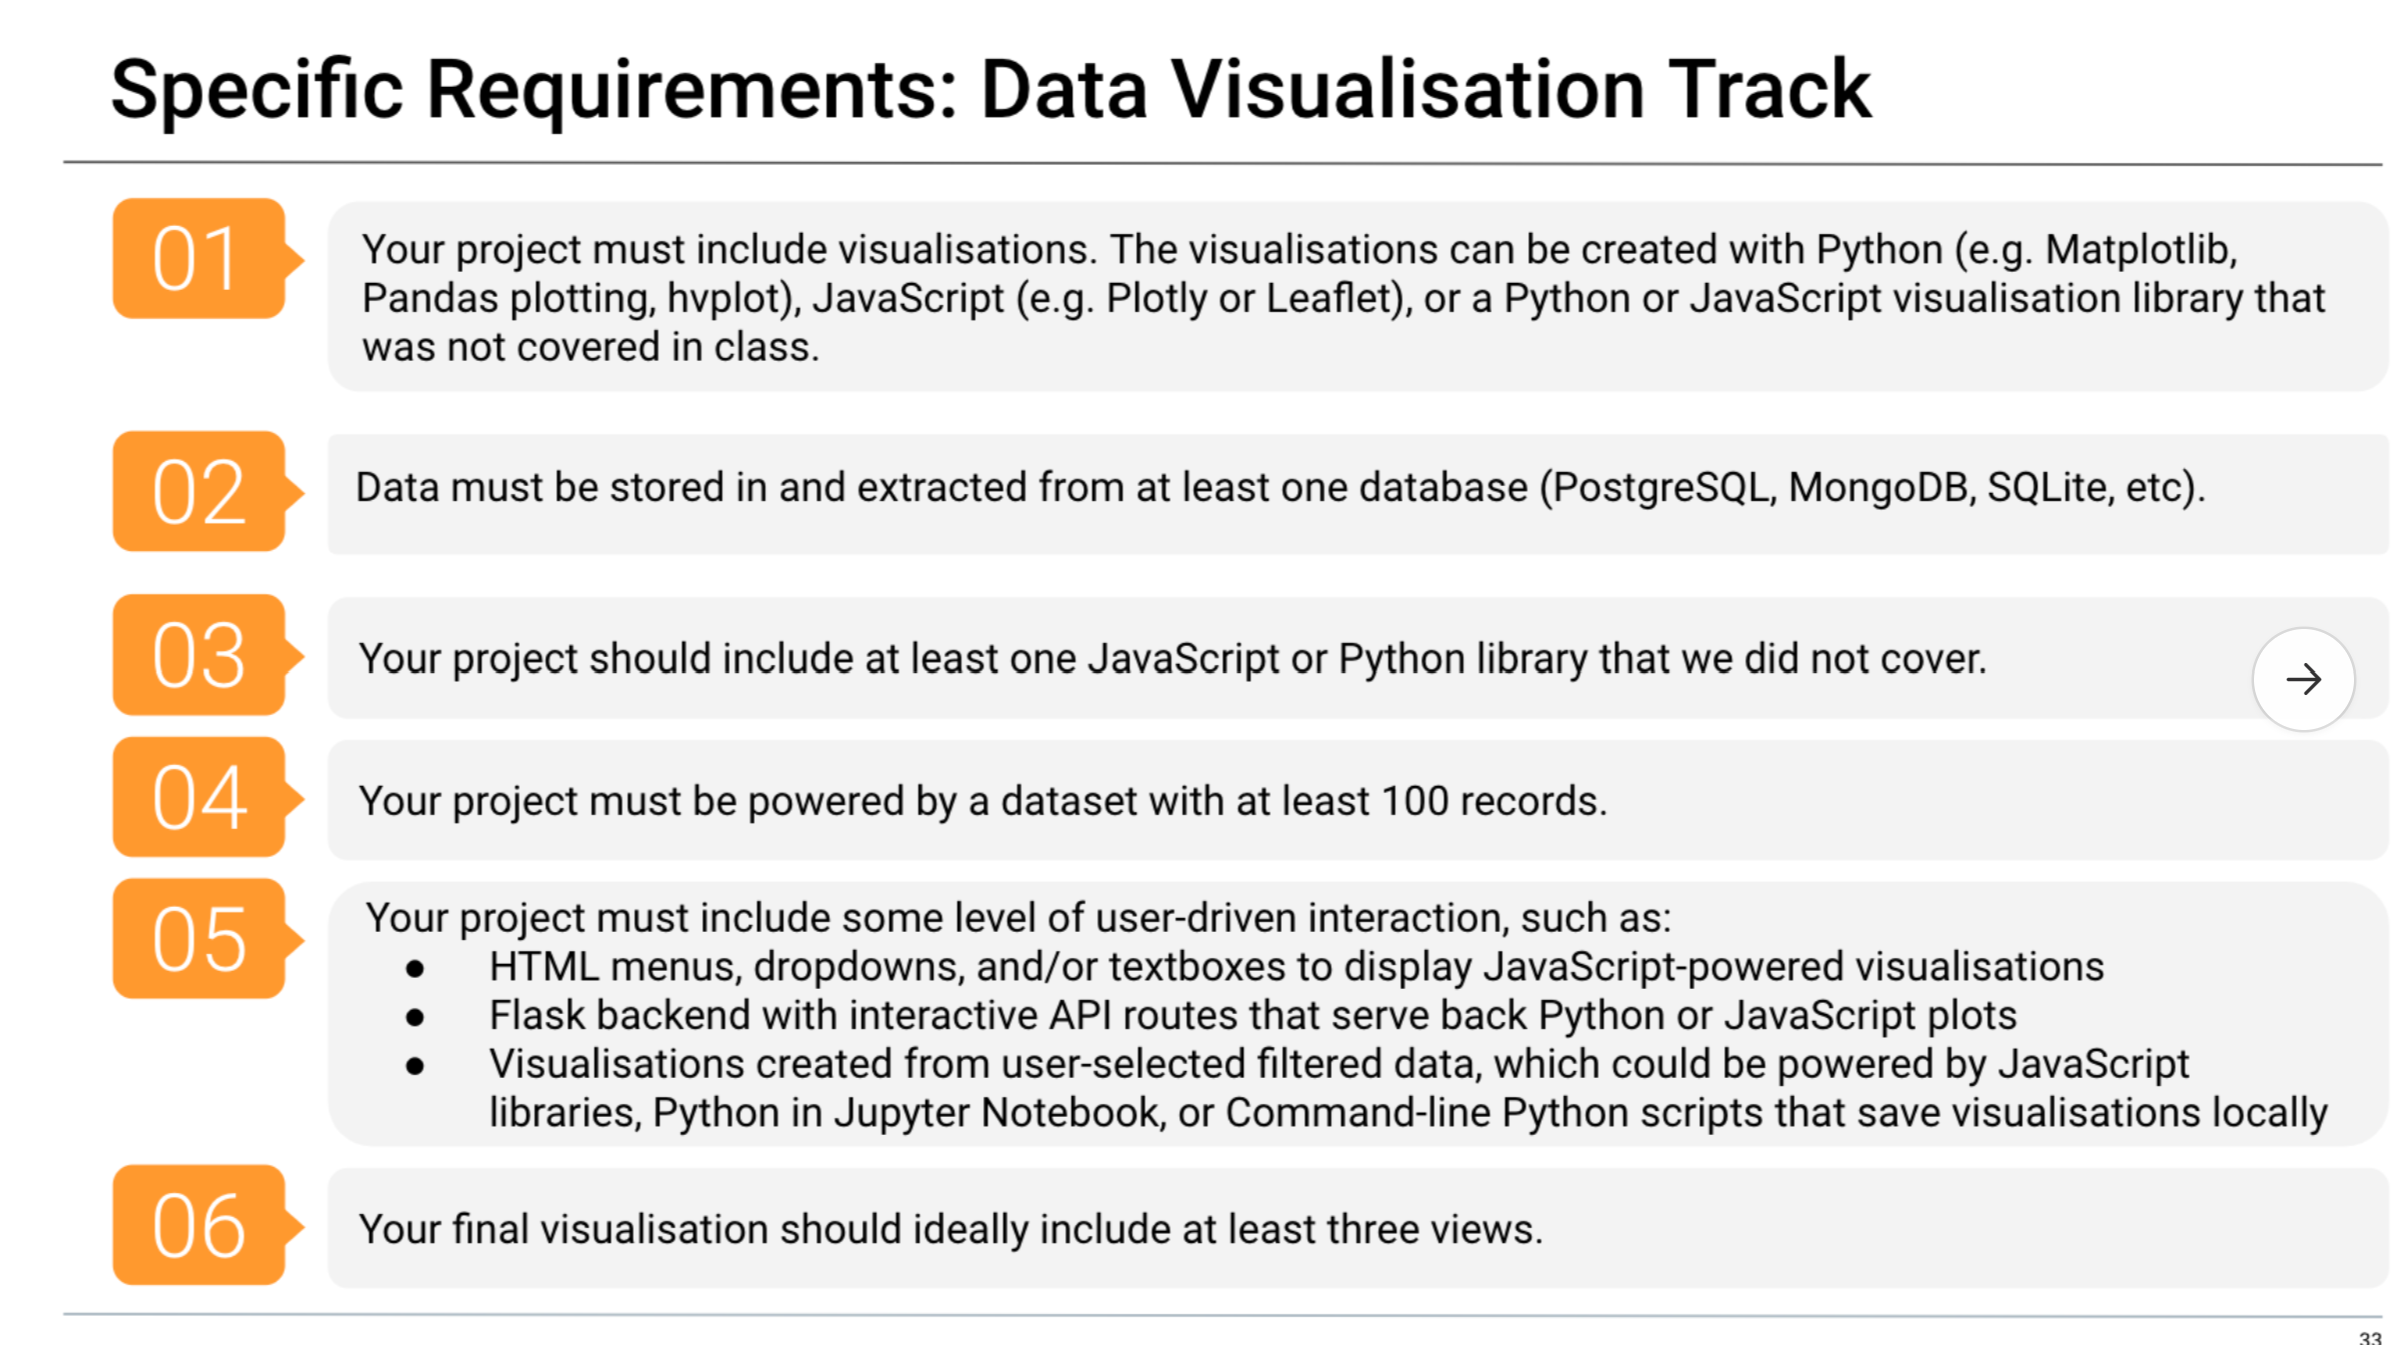 Specific Requirements: Data Visualisation Track
01
Your project must include visualisations. The visualisations can be created with Python (e.g. Matplotlib,
Pandas plotting, hvplot), JavaScript (e.g. Plotly or Leaflet), or a Python or JavaScript visualisation library that
was not covered in class.
02
Data must be stored in and extracted from at least one database (PostgreSQL, MongoDB, SQLite, etc).
03
Your project should include at least one JavaScript or Python library that we did not cover.
04
Your project must be powered by a dataset with at least 100 records.
05
Your project must include some level of user-driven interaction, such as:
● HTML menus, dropdowns, and/or textboxes to display JavaScript-powered visualisations
● Flask backend with interactive API routes that serve back Python or JavaScript plots
● Visualisations created from user-selected filtered data, which could be powered by JavaScript
libraries, Python in Jupyter Notebook, or Command-line Python scripts that save visualisations locally
06
Your final visualisation should ideally include at least three views.
33